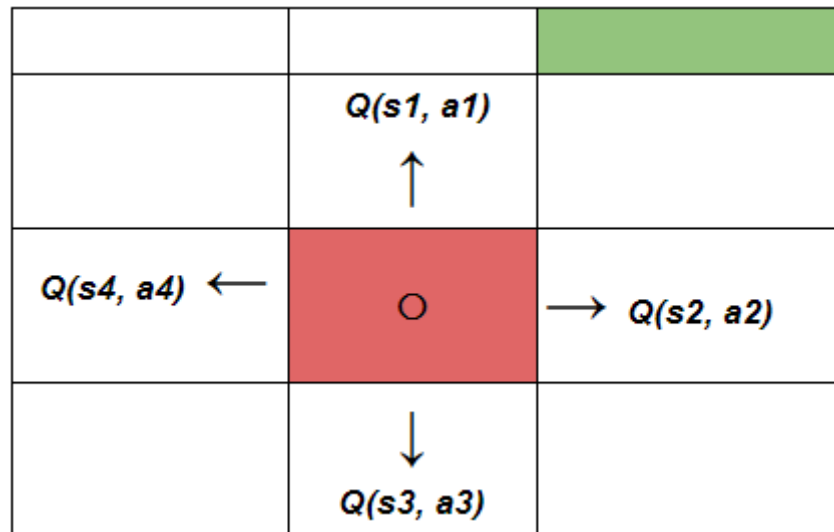 Q(s1, a1)
Q(s4, a4)
Q(s2, a2)
Q(s3, a3)